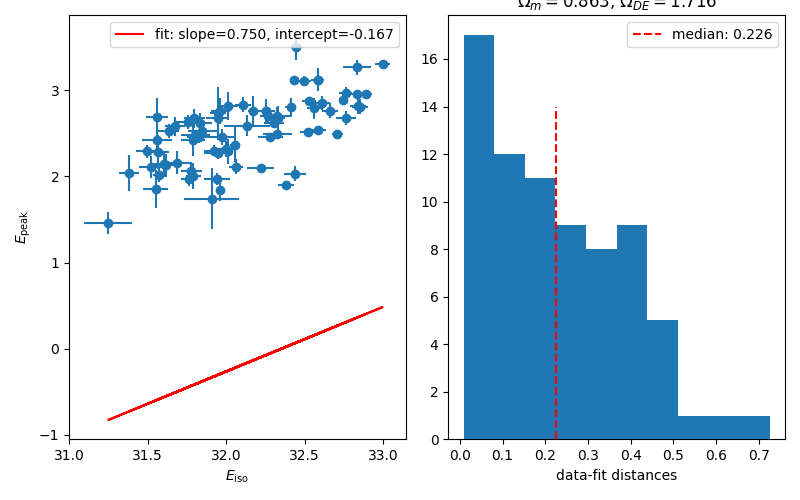 Ω_m = 0.863, Ω_DE = 1.716
fit: slope=0.750, intercept=-0.167
median: 0.226
E_peak
3
2
1
0
−1
31.0 31.5 32.0 32.5 33.0
E_iso
16
14
12
10
8
6
4
2
0
0.0 0.1 0.2 0.3 0.4 0.5 0.6 0.7
data-fit distances